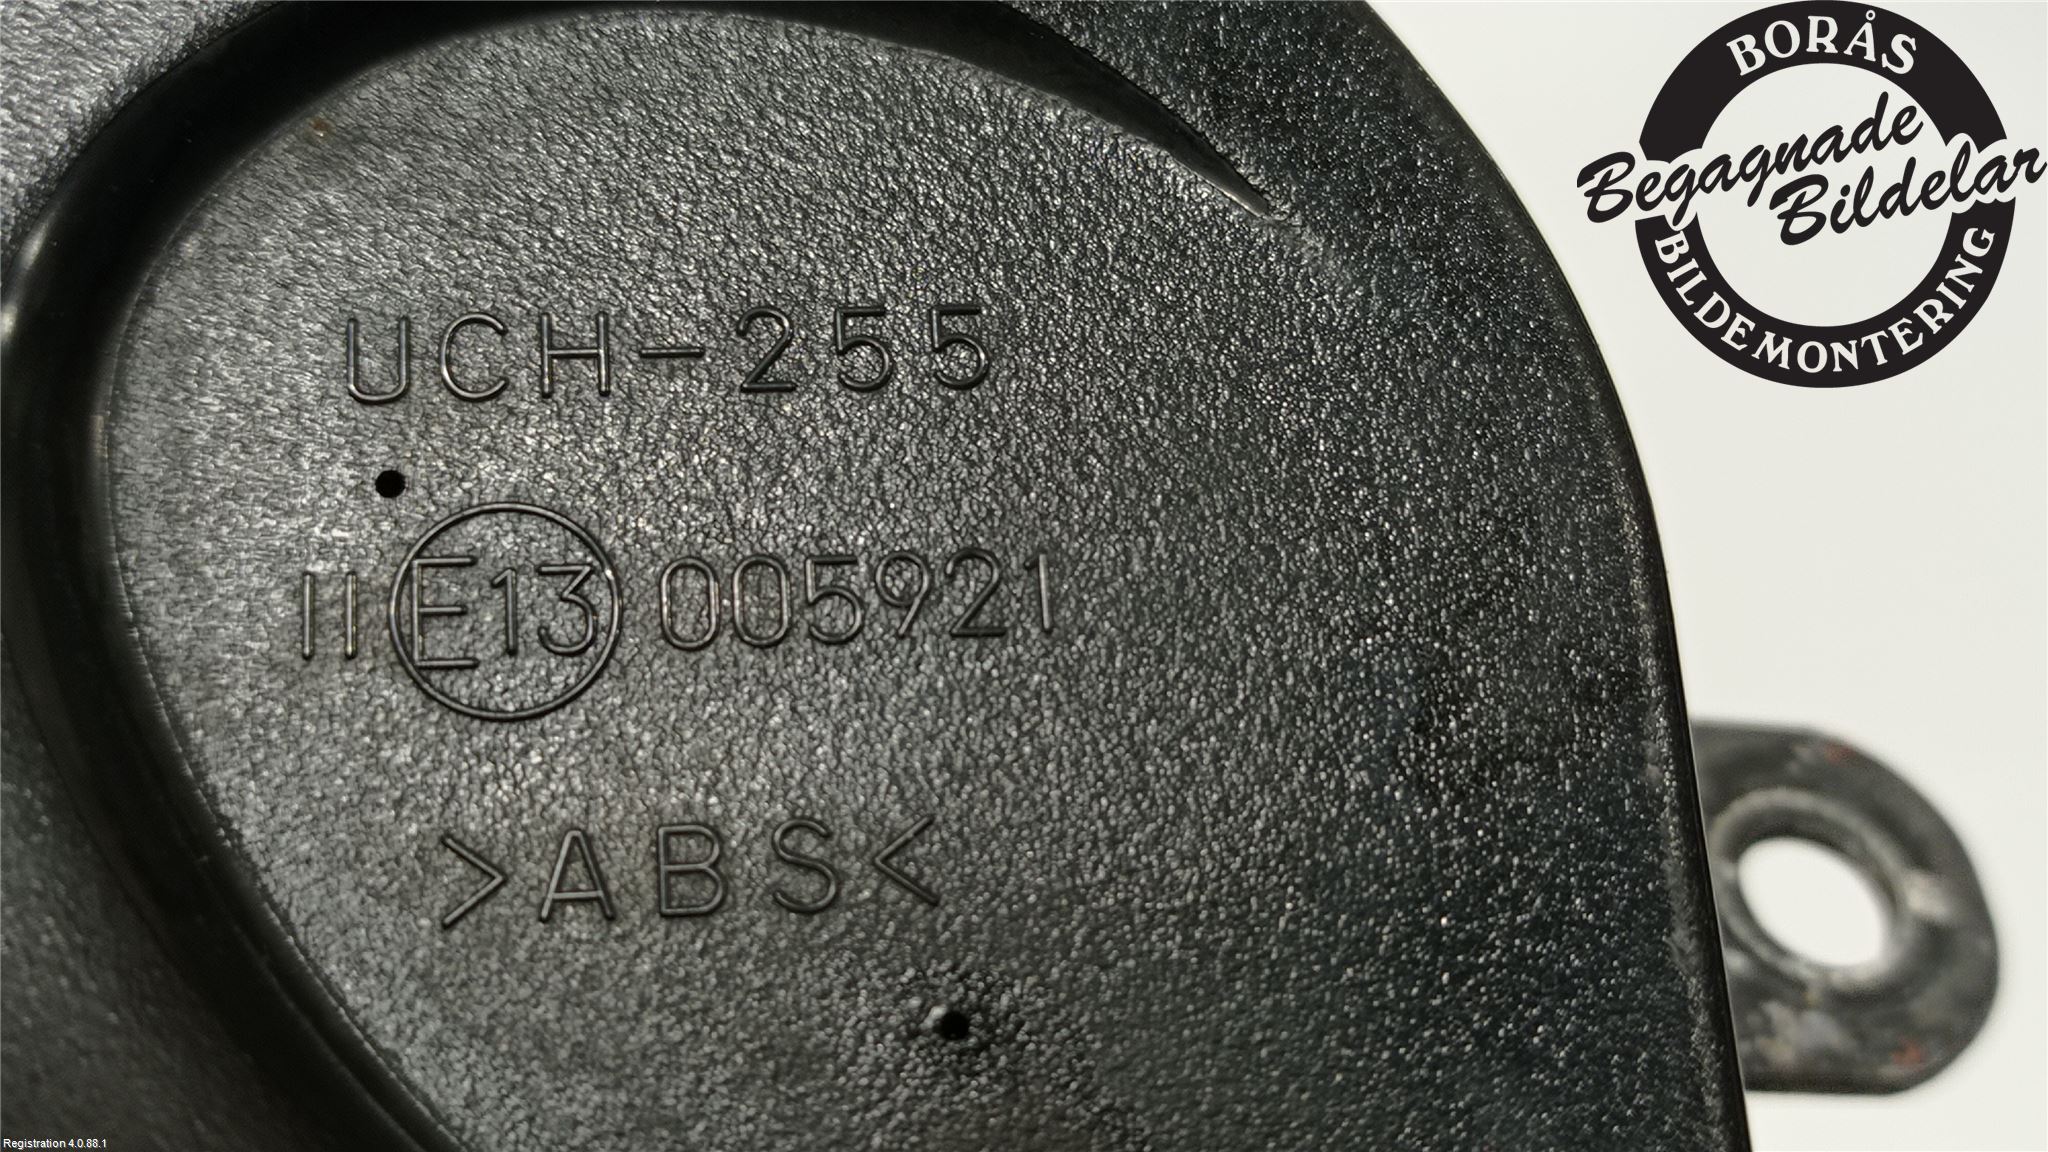 BORÅS
Begagnade
Bildelar
BILDEMONTERING
UCH-255
II E13 005921
>ABS<
Registration 4.0.88.1